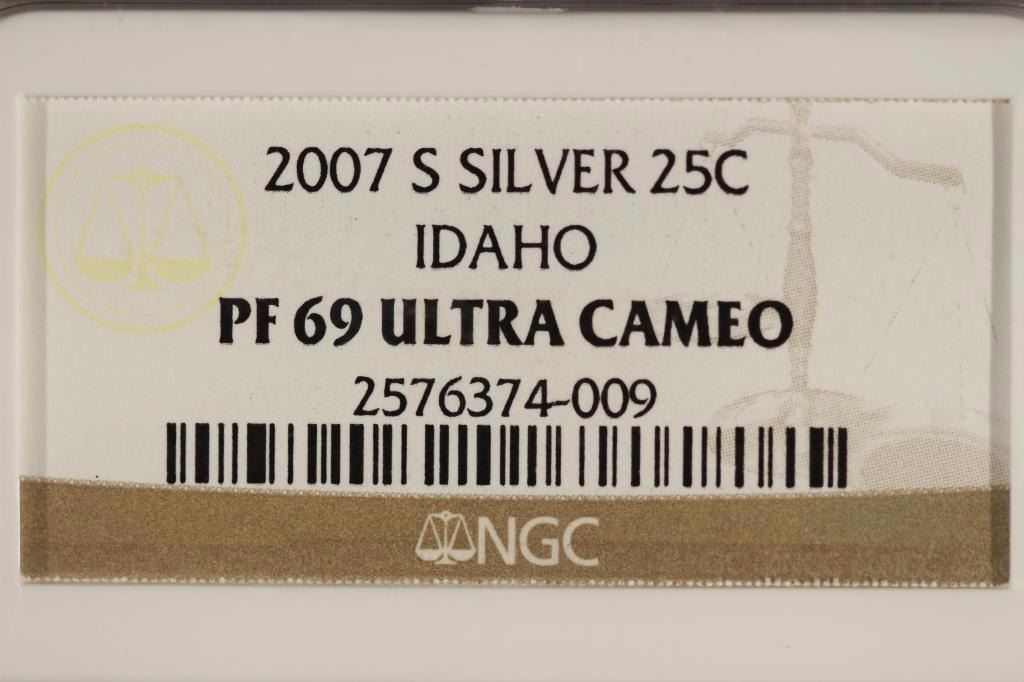 2007 S SILVER 25C
IDAHO
PF 69 ULTRA CAMEO
2576374-009
NGC